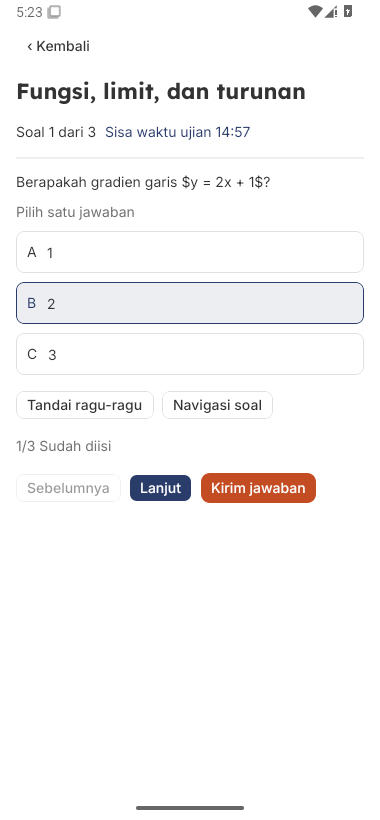 5:23
‹ Kembali
Fungsi, limit, dan turunan
Soal 1 dari 3 Sisa waktu ujian 14:57
Berapakah gradien garis $y = 2x + 1$?
Pilih satu jawaban
A 1
B 2
C 3
Tandai ragu-ragu Navigasi soal
1/3 Sudah diisi
Sebelumnya Lanjut Kirim jawaban